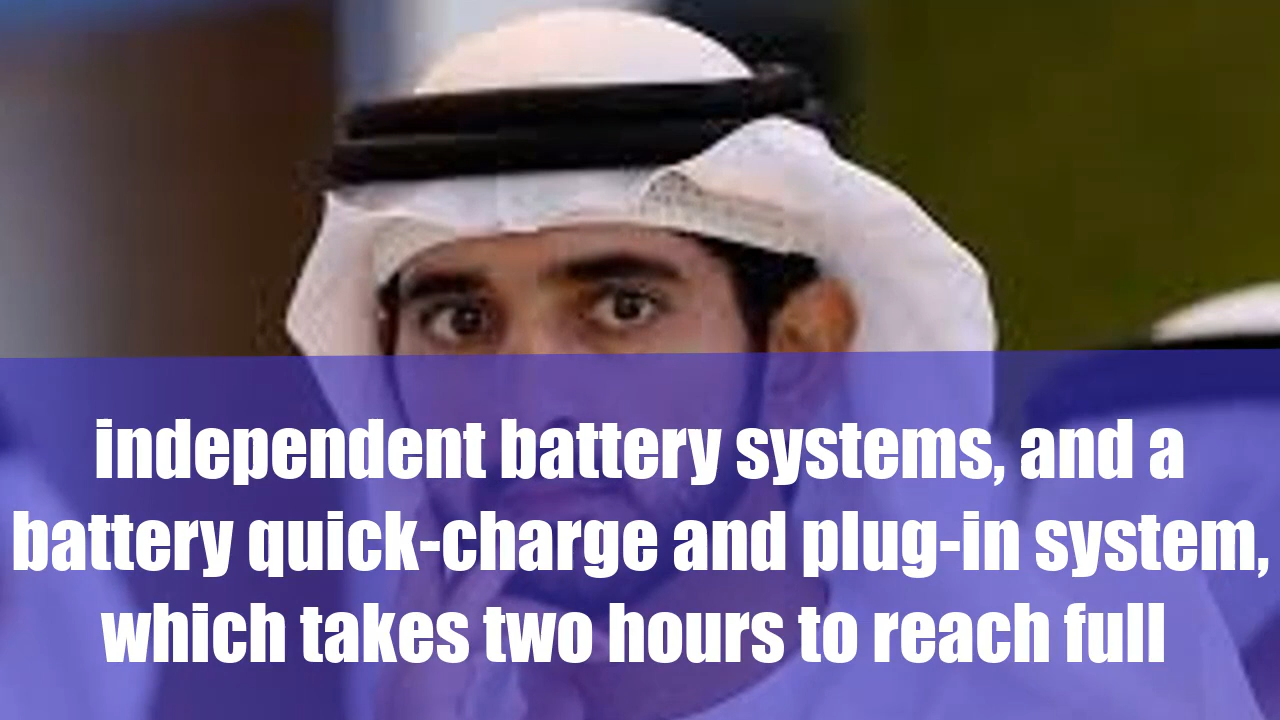 independent battery systems, and a
battery quick-charge and plug-in system,
which takes two hours to reach full